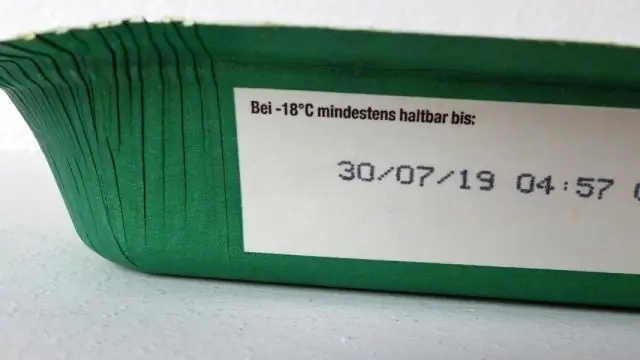 Bei -18°C mindestens haltbar bis:
30/07/19 04:57